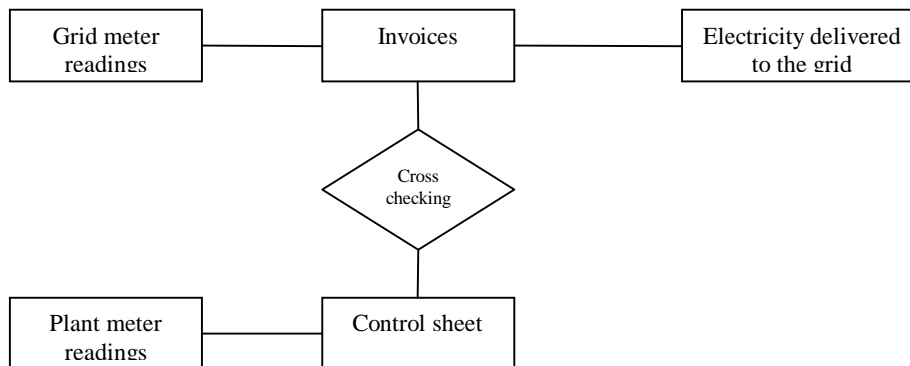 Grid meter
readings
Invoices
Electricity delivered
to the grid
Cross
checking
Plant meter
readings
Control sheet